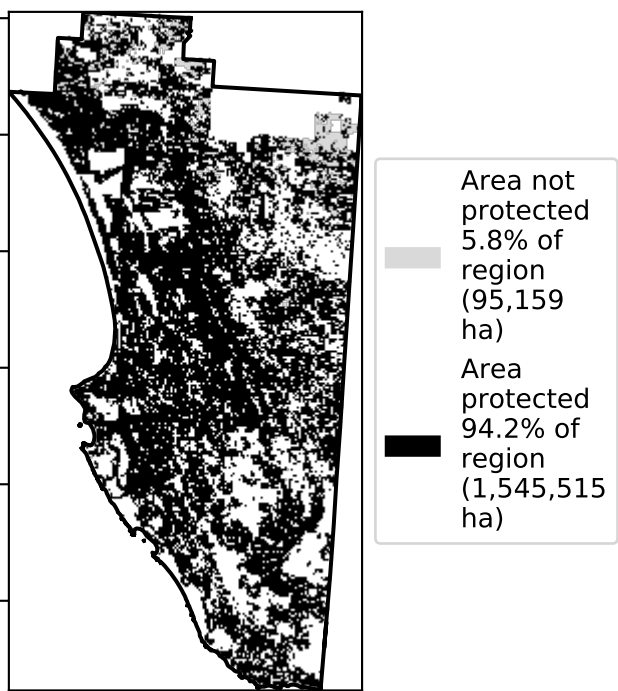 Area not
protected
5.8% of
region
(95,159
ha)
Area
protected
94.2% of
region
(1,545,515
ha)